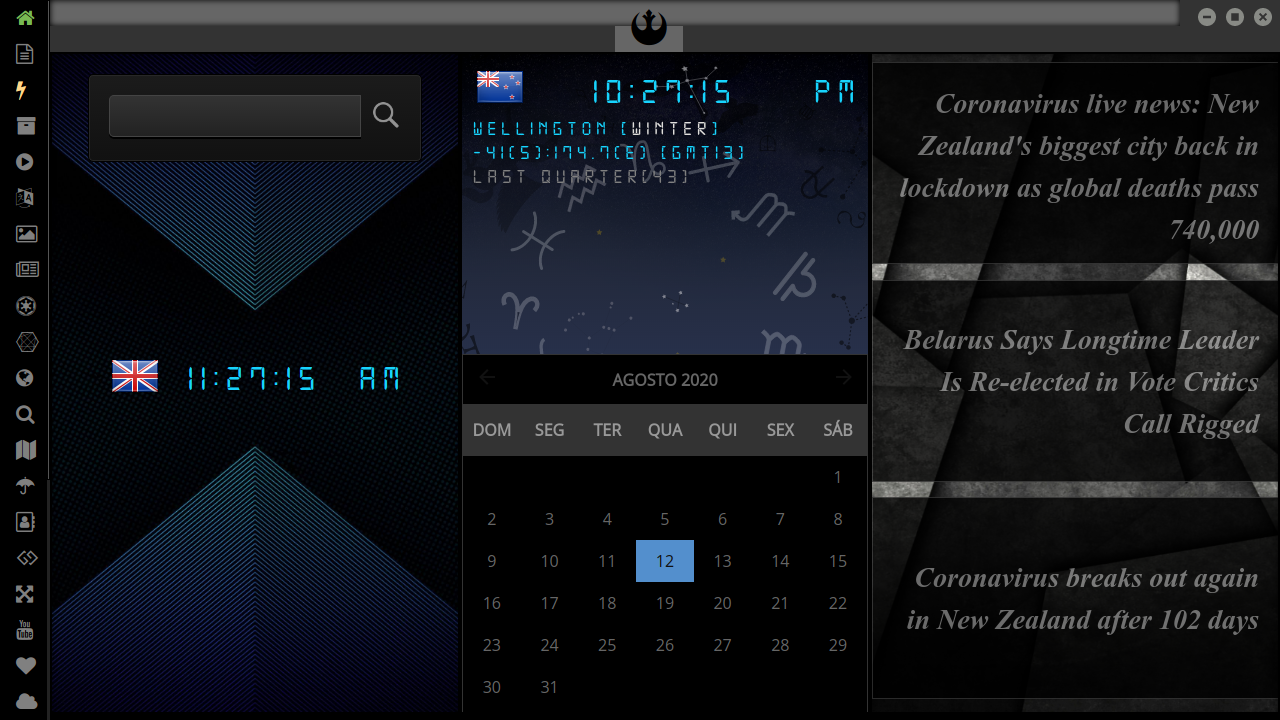 11:27:15 AM
10:27:15 PM
WELLINGTON (WINTER)
-41(S):174.7(E) (GMT13)
LAST QUARTER(43)
AGOSTO 2020
DOM SEG TER QUA QUI SEX SÁB
1
2 3 4 5 6 7 8
9 10 11 12 13 14 15
16 17 18 19 20 21 22
23 24 25 26 27 28 29
30 31
Coronavirus live news: New
Zealand's biggest city back in
lockdown as global deaths pass
740,000
Belarus Says Longtime Leader
Is Re-elected in Vote Critics
Call Rigged
Coronavirus breaks out again
in New Zealand after 102 days
You
Tube